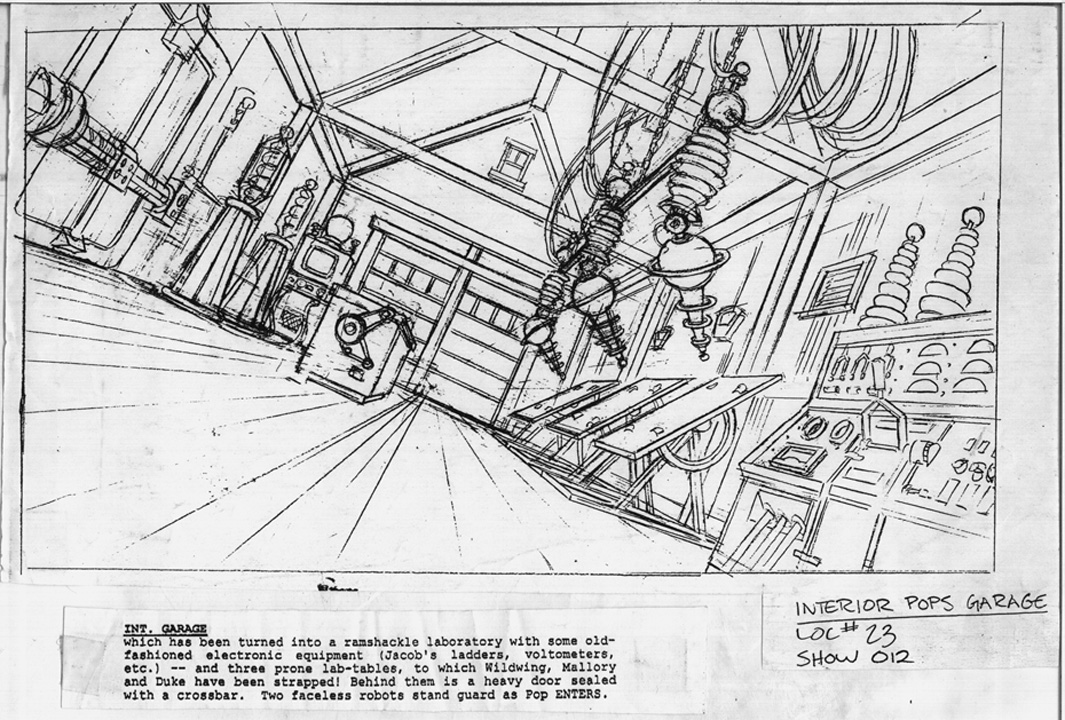 INT. GARAGE
which has been turned into a ramshackle laboratory with some old-
fashioned electronic equipment (Jacob's ladders, voltometers,
etc.) -- and three prone lab-tables, to which Wildwing, Mallory
and Duke have been strapped! Behind them is a heavy door sealed
with a crossbar. Two faceless robots stand guard as Pop ENTERS.
INTERIOR POPS GARAGE
LOC# 23
SHOW 012